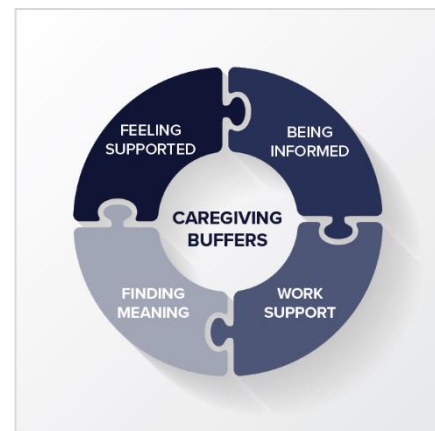 FEELING
SUPPORTED
BEING
INFORMED
CAREGIVING
BUFFERS
FINDING
MEANING
WORK
SUPPORT